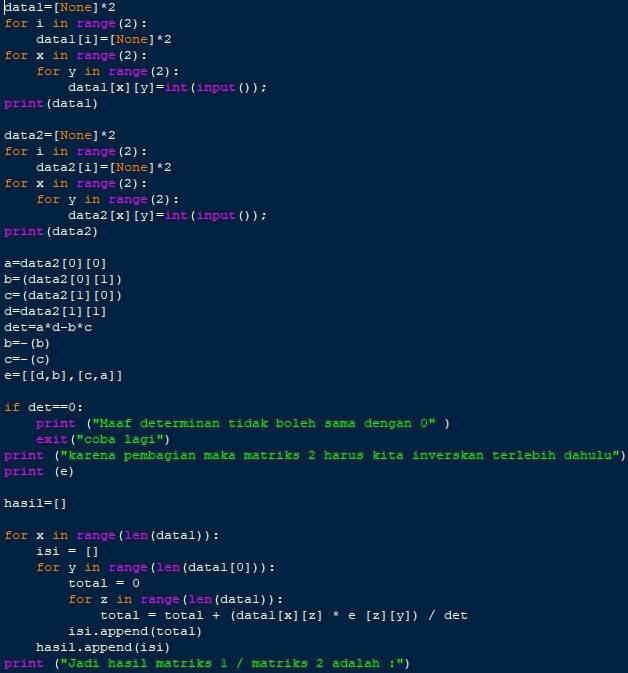 data1=[None]*2
for i in range(2):
    data1[i]=[None]*2
for x in range(2):
    for y in range(2):
        data1[x][y]=int(input());
print(data1)

data2=[None]*2
for i in range(2):
    data2[i]=[None]*2
for x in range(2):
    for y in range(2):
        data2[x][y]=int(input());
print(data2)

a=data2[0][0]
b=(data2[0][1])
c=(data2[1][0])
d=data2[1][1]
det=a*d-b*c
b=-(b)
c=-(c)
e=[[d,b],[c,a]]

if det==0:
    print ("Maaf determinan tidak boleh sama dengan 0" )
    exit("coba lagi")
print ("karena pembagian maka matriks 2 harus kita inverskan terlebih dahulu")
print (e)

hasil=[]

for x in range(len(data1)):
    isi = []
    for y in range(len(data1[0])):
        total = 0
        for z in range(len(data1)):
            total = total + (data1[x][z] * e [z][y]) / det
        isi.append(total)
    hasil.append(isi)
print ("Jadi hasil matriks 1 / matriks 2 adalah :")